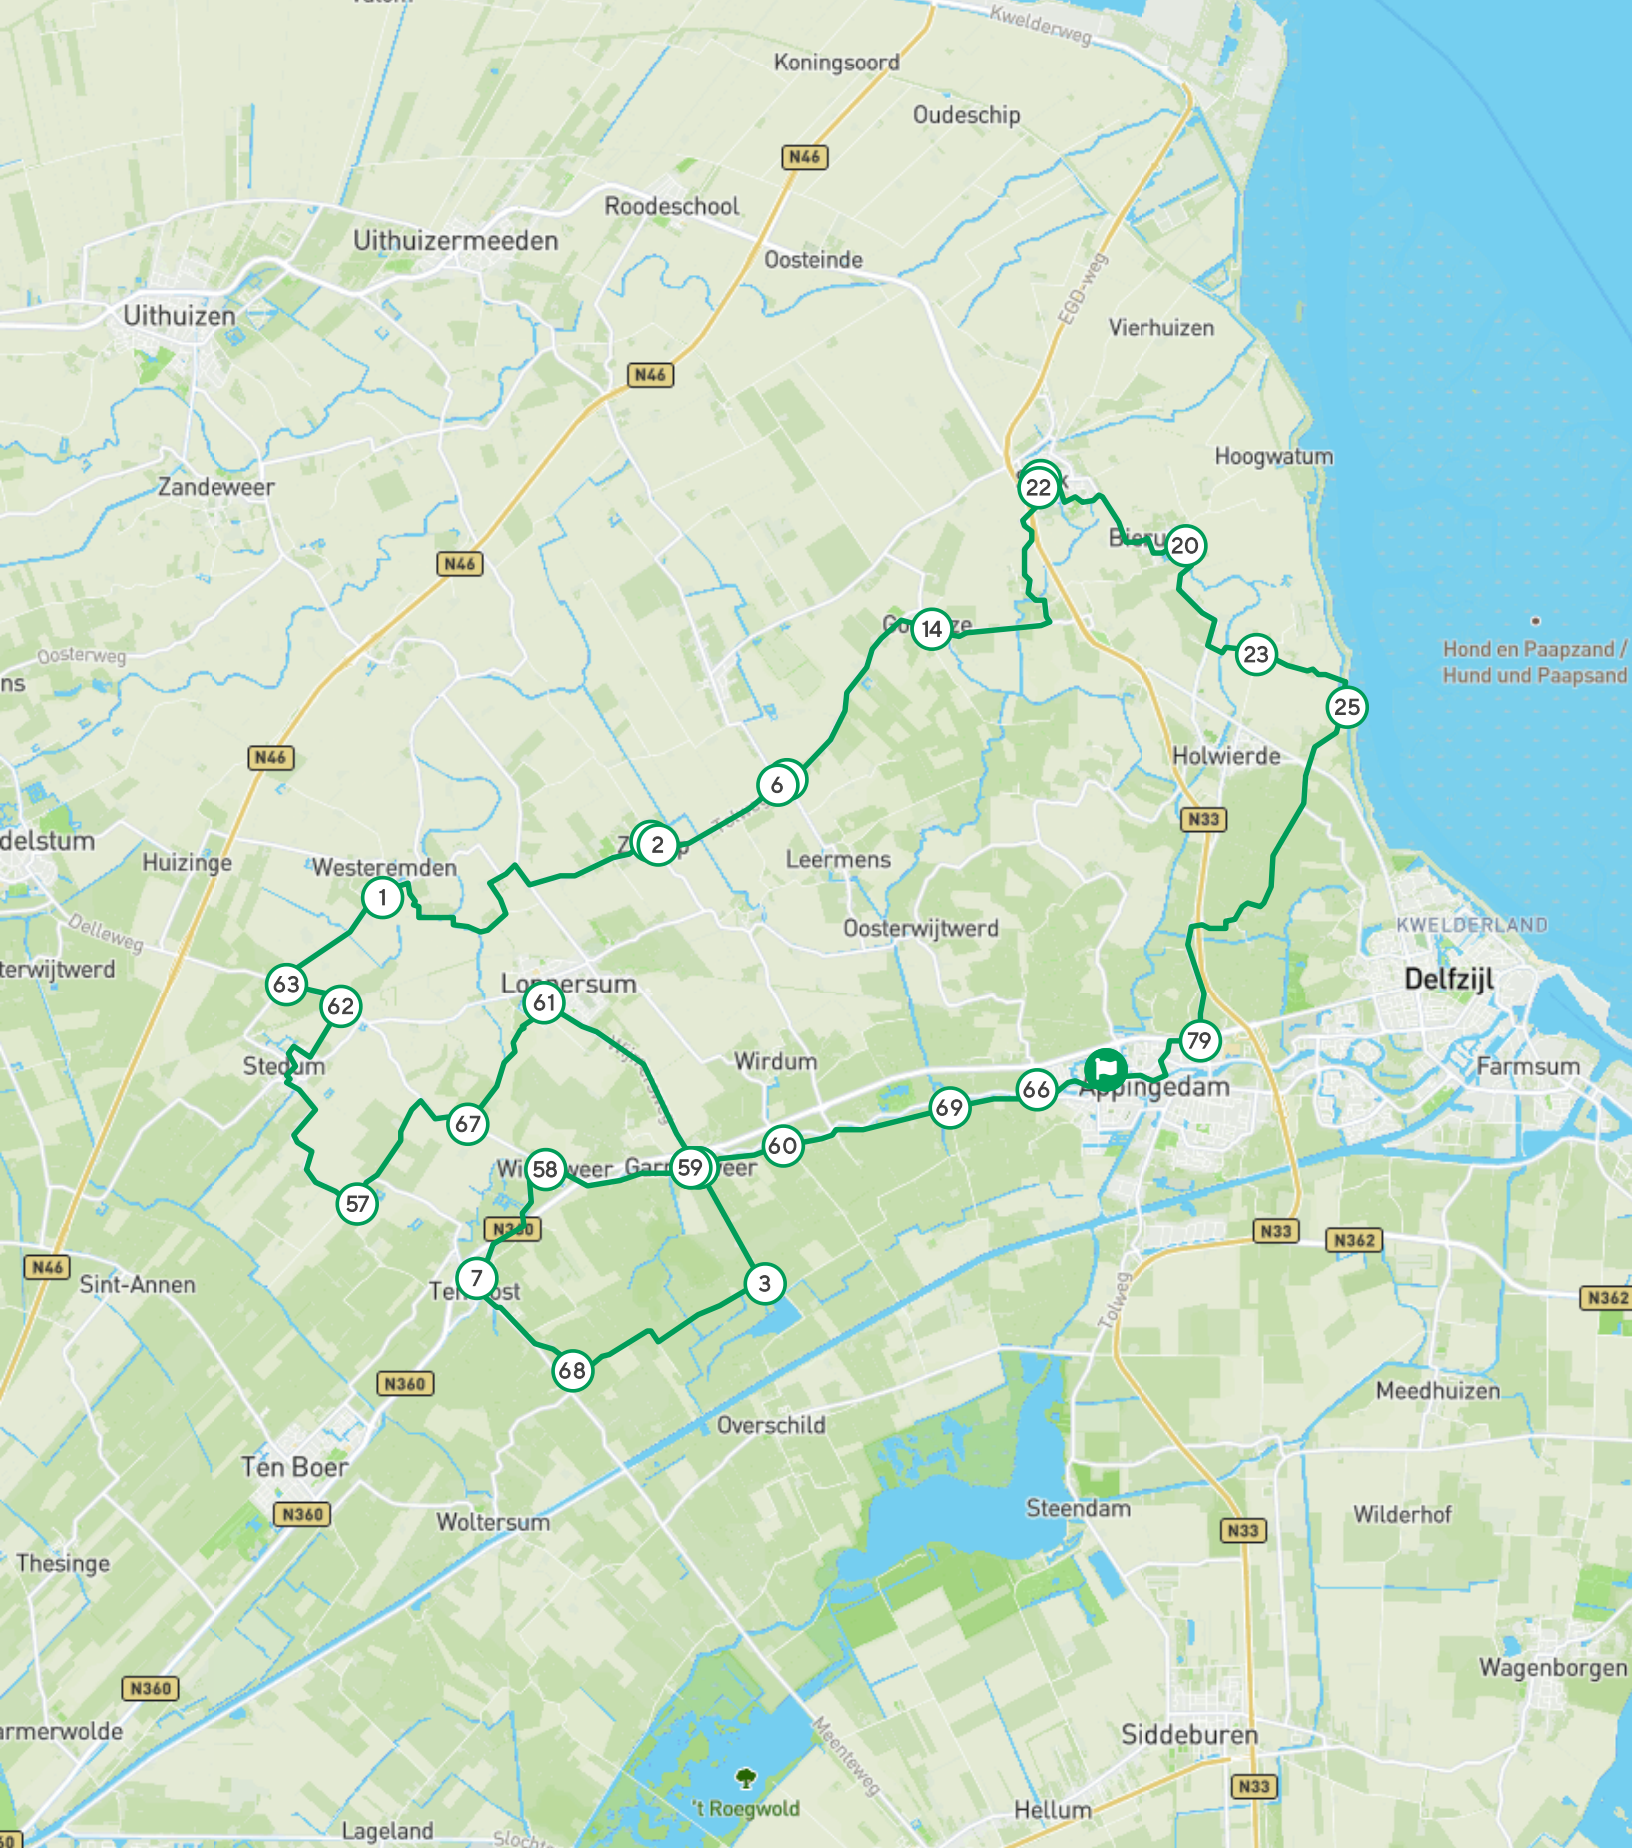 Kwelderweg
Koningsoord
Oudeschip
N46
Roodeschool
Uithuizermeeden
Oosteinde
EGD-weg
Uithuizen
Vierhuizen
N46
Hoogwatum
Zandeweer
22
20
N46
14
Hond en Paapzand /
Hund und Paapsand
Oosterweg
ns
23
25
N46
Holwierde
6
N33
delstum
2
Huizinge
Westeremden
Leermens
1
Delleweg
Oosterwijtwerd
KWELDERLAND
terwijtwerd
63
62
61
Delfzijl
79
Stedum
Wirdum
Farmsum
66
Appingedam
69
67
60
58
59
57
N33
N362
N46
Sint-Annen
7
3
N362
Tolweg
68
N360
Meedhuizen
Overschild
Ten Boer
N360
Steendam
Wilderhof
Woltersum
N33
Thesinge
Wagenborgen
N360
armerwolde
Siddeburen
Meenteweg
N33
't Roegwold
Hellum
Lageland